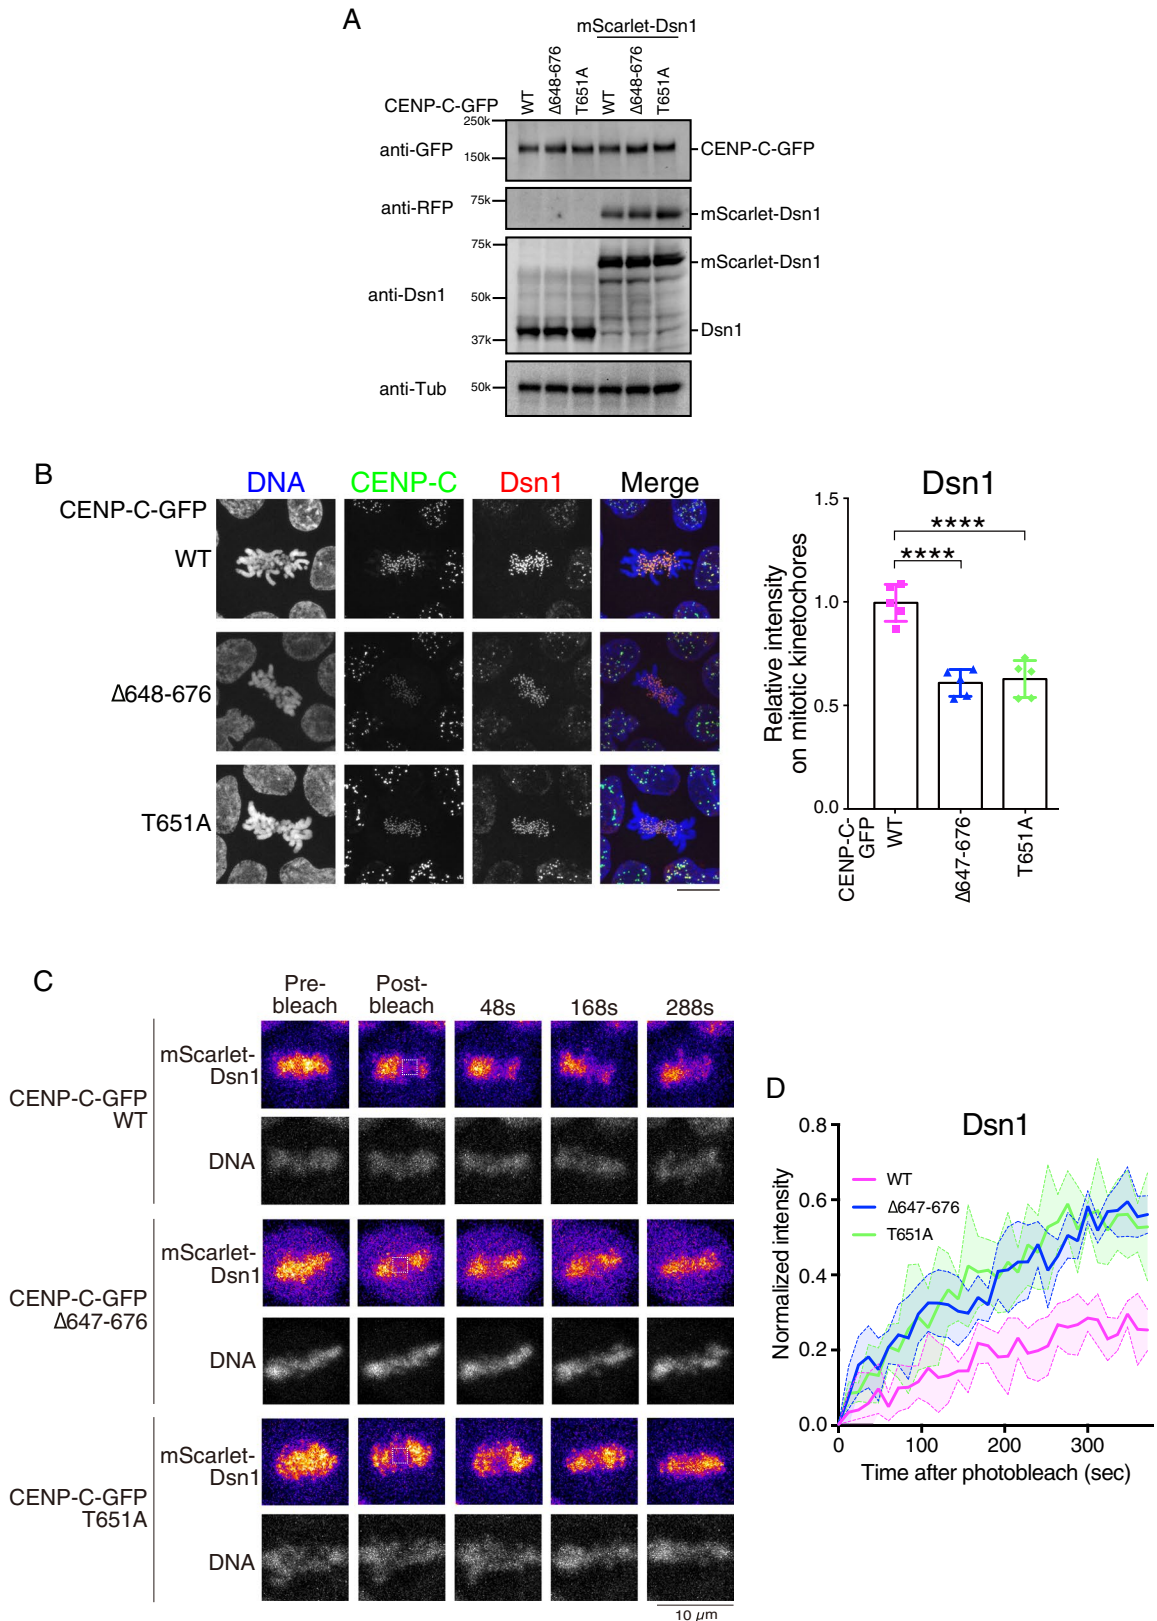 A
mScarlet-Dsn1
CENP-C-GFP
WT
Δ648-676
T651A
WT
Δ648-676
T651A
250k
anti-GFP
150k
CENP-C-GFP
75k
anti-RFP
mScarlet-Dsn1
75k
mScarlet-Dsn1
anti-Dsn1
50k
Dsn1
37k
anti-Tub
50k
B
DNA
CENP-C
Dsn1
Merge
CENP-C-GFP
WT
Δ648-676
T651A
Dsn1
1.5
****
****
1.0
Relative intensity
on mitotic kinetochores
0.5
0.0
CENP-C-
GFP
WT
Δ647-676
T651A
C
Pre-
bleach
Post-
bleach
48s
168s
288s
mScarlet-
Dsn1
CENP-C-GFP
WT
DNA
mScarlet-
Dsn1
CENP-C-GFP
Δ647-676
DNA
mScarlet-
Dsn1
CENP-C-GFP
T651A
DNA
10 µm
D
Dsn1
0.8
WT
Δ647-676
T651A
0.6
Normalized intensity
0.4
0.2
0.0
0
100
200
300
Time after photobleach (sec)